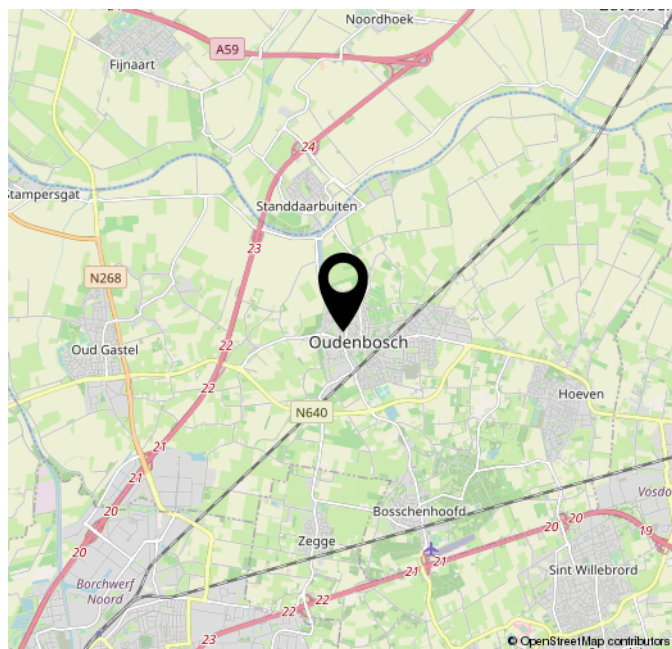 Noordhoek
A59
Fijnaart
24
Stampersgat
Standdaarbuiten
23
N268
Oudenbosch
22
Oud Gastel
22
Hoeven
N640
21
21
20
20
Bosschenhoofd
20
20
19
Zegge
21
21
Borchwerf
Noord
Sint Willebrord
22
22
23
© OpenStreetMap contributors